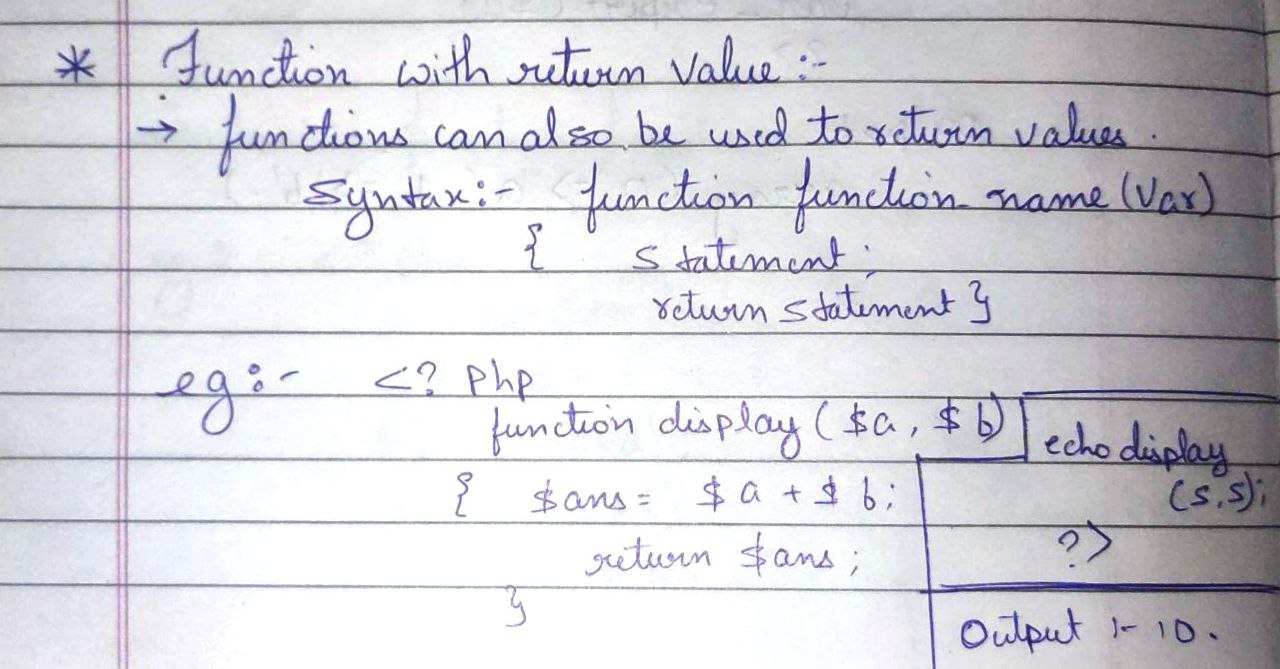 * Function with return value :-
→ functions can also be used to return values.
Syntax:- function function-name (Var)
{ statement;
return statement }
eg:- <? php
function display ( $a, $ b)
{ $ans = $ a + $ b;
return $ans ;
}
echo display
(5,5);
?>
Output :- 10.